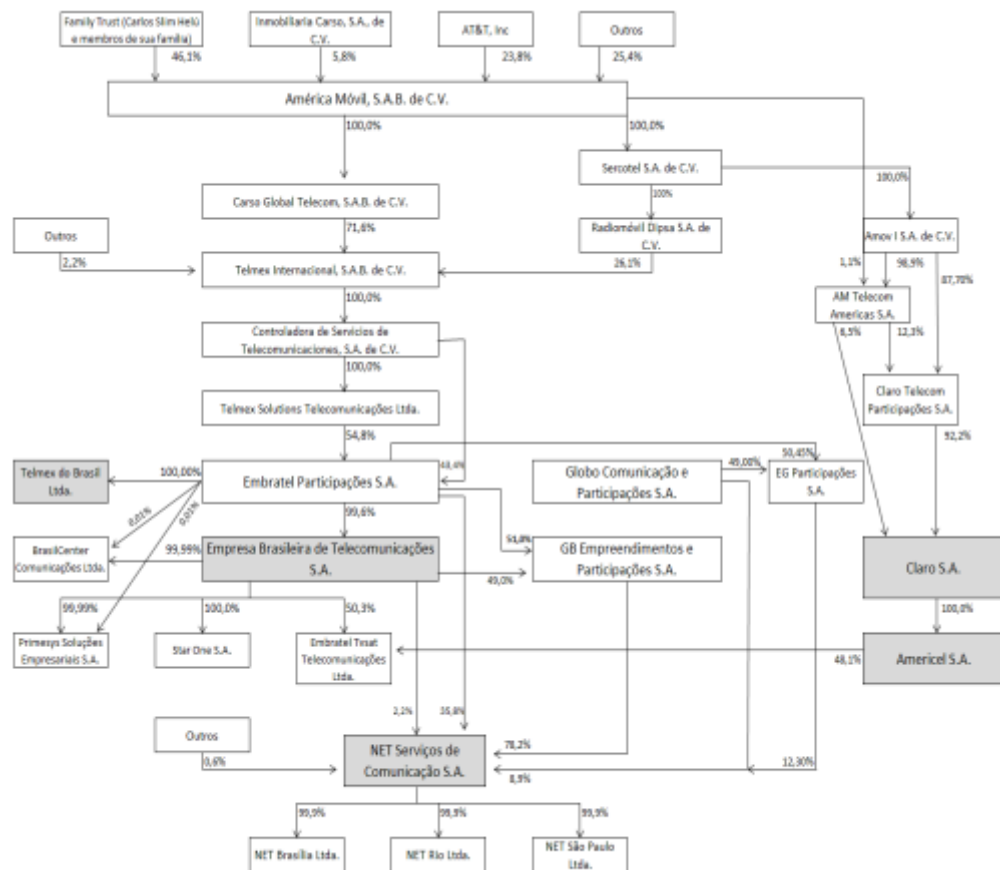 Family Trust (Carlos Slim Helú
e membros de sua família)
Inmobiliaria Carso, S.A., de
C.V.
AT&T, Inc
Outros
46,1%
5,8%
23,8%
25,4%
América Móvil, S.A.B. de C.V.
100,0%
100,0%
Sercotel S.A. de C.V.
100,0%
100%
Carso Global Telecom, S.A.B. de C.V.
Outros
71,6%
Radiomóvil Dipsa S.A. de
C.V.
Amov I S.A. de C.V.
2,2%
Telmex Internacional, S.A.B. de C.V.
26,1%
1,1%
98,9%
87,70%
100,0%
AM Telecom
Americas S.A.
Controladora de Servicios de
Telecomunicaciones, S.A. de C.V.
12,3%
100,0%
Telmex Solutions Telecomunicações Ltda.
Claro Telecom
Participações S.A.
54,8%
92,2%
50,45%
Telmex do Brasil
Ltda.
100,00%
Embratel Participações S.A.
Globo Comunicação e
Participações S.A.
49,00%
EG Participações
S.A.
0,01%
0,01%
99,6%
BrasilCenter
Comunicações Ltda.
99,99%
Empresa Brasileira de Telecomunicações
S.A.
GB Empreendimentos e
Participações S.A.
49,0%
Claro S.A.
99,99%
100,0%
50,3%
100,0%
Primesys Soluções
Empresariais S.A.
Star One S.A.
Embratel Tvsat
Telecomunicações
Ltda.
48,1%
Americel S.A.
2,2%
35,8%
Outros
0,6%
NET Serviços de
Comunicação S.A.
78,2%
8,9%
12,30%
99,9%
99,9%
99,9%
NET Brasília Ltda.
NET Rio Ltda.
NET São Paulo
Ltda.